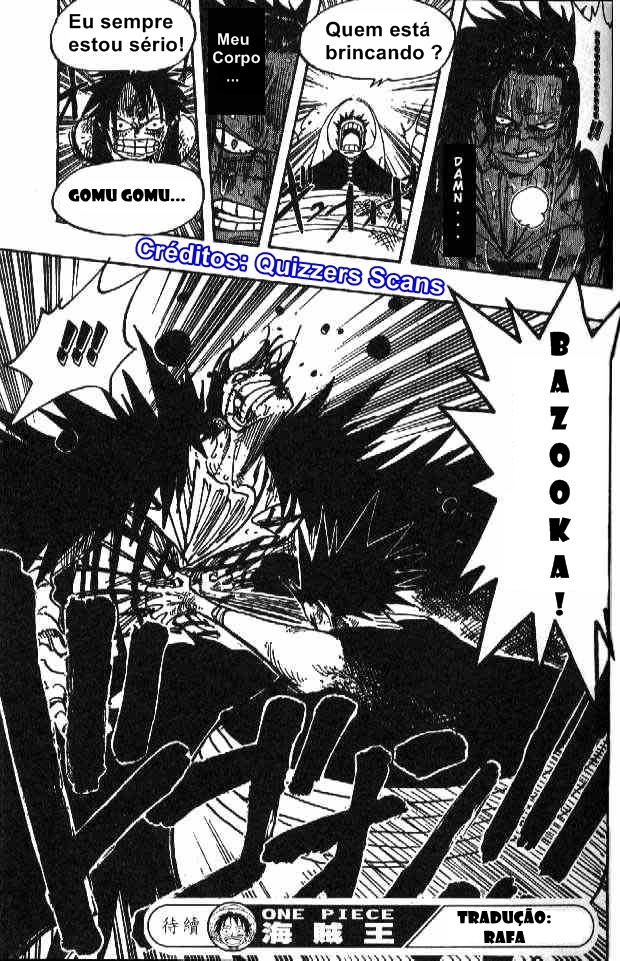 DAMN....
Quem está
brincando ?
Meu
Corpo
...
Eu sempre
estou sério!
GOMU GOMU...
Créditos: Quizzers Scans
BAZOOKA!
!!!!
待續
ONE PIECE
海賊王
TRADUÇÃO:
RAFA